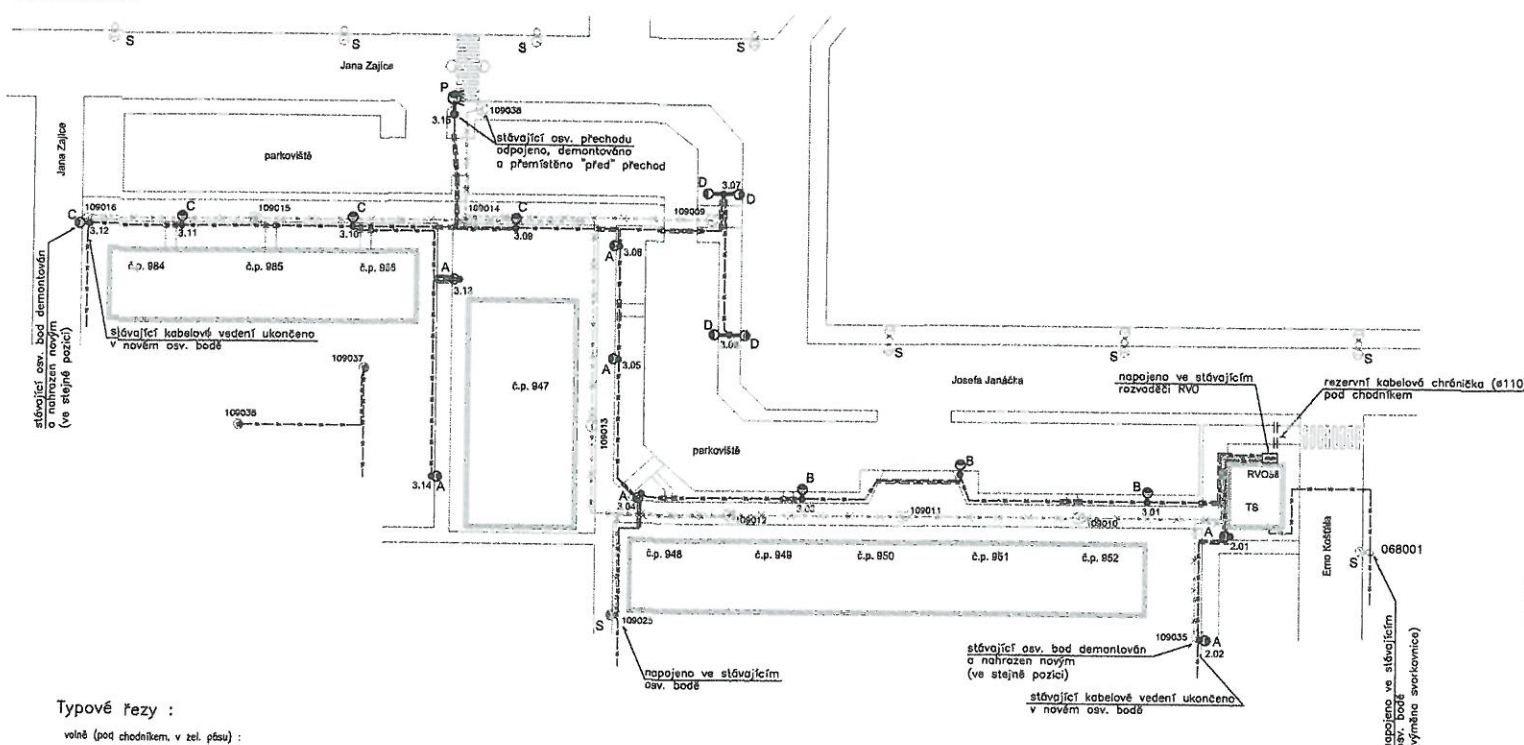 S
S
S
S
Jana Zajíce
Jana Zajíce
P
109038
3.15
stávající osv. přechodu
odpojeno, demontováno
a přemístěno "před" přechod
parkoviště
3.07
D
D
109016
C
109015
C
109014
C
109009
C
3.12
3.11
3.10
3.09
A
3.06
č.p. 984
č.p. 985
č.p. 986
A
3.13
stávající osv. bod demontován
a nahrazen novým
(ve stejné pozici)
stávající kabelové vedení ukončeno
v novém osv. bodě
D
D
S
S
S
A
3.05
109037
č.p. 947
Josefa Janáčka
napojeno ve stávajícím
rozvaděči RVO
rezervní kabelová chránička (ø110
pod chodníkem
109013
parkoviště
B
B
B
RVO58
3.14
A
A
3.04
3.01
TS
109012
109011
109010
A
2.01
Erno Košťála
č.p. 948
č.p. 949
č.p. 950
č.p. 951
č.p. 952
S
068001
S
109025
109035
A
2.02
stávající osv. bod demontován
a nahrazen novým
(ve stejné pozici)
napojeno ve stávajícím
osv. bodě
stávající kabelové vedení ukončeno
v novém osv. bodě
napojeno ve stávajícím
osv. bodě
výměna svorkovnice)
Typové řezy :
volně (pod chodníkem, v zel. pásu) :